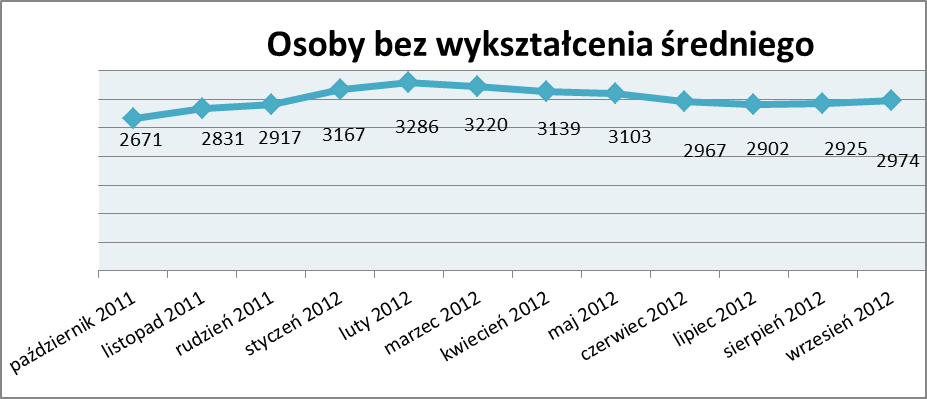 Osoby bez wykształcenia średniego
2671
2831
2917
3167
3286
3220
3139
3103
2967
2902
2925
2974
październik 2011
listopad 2011
rudzień 2011
styczeń 2012
luty 2012
marzec 2012
kwiecień 2012
maj 2012
czerwiec 2012
lipiec 2012
sierpień 2012
wrzesień 2012